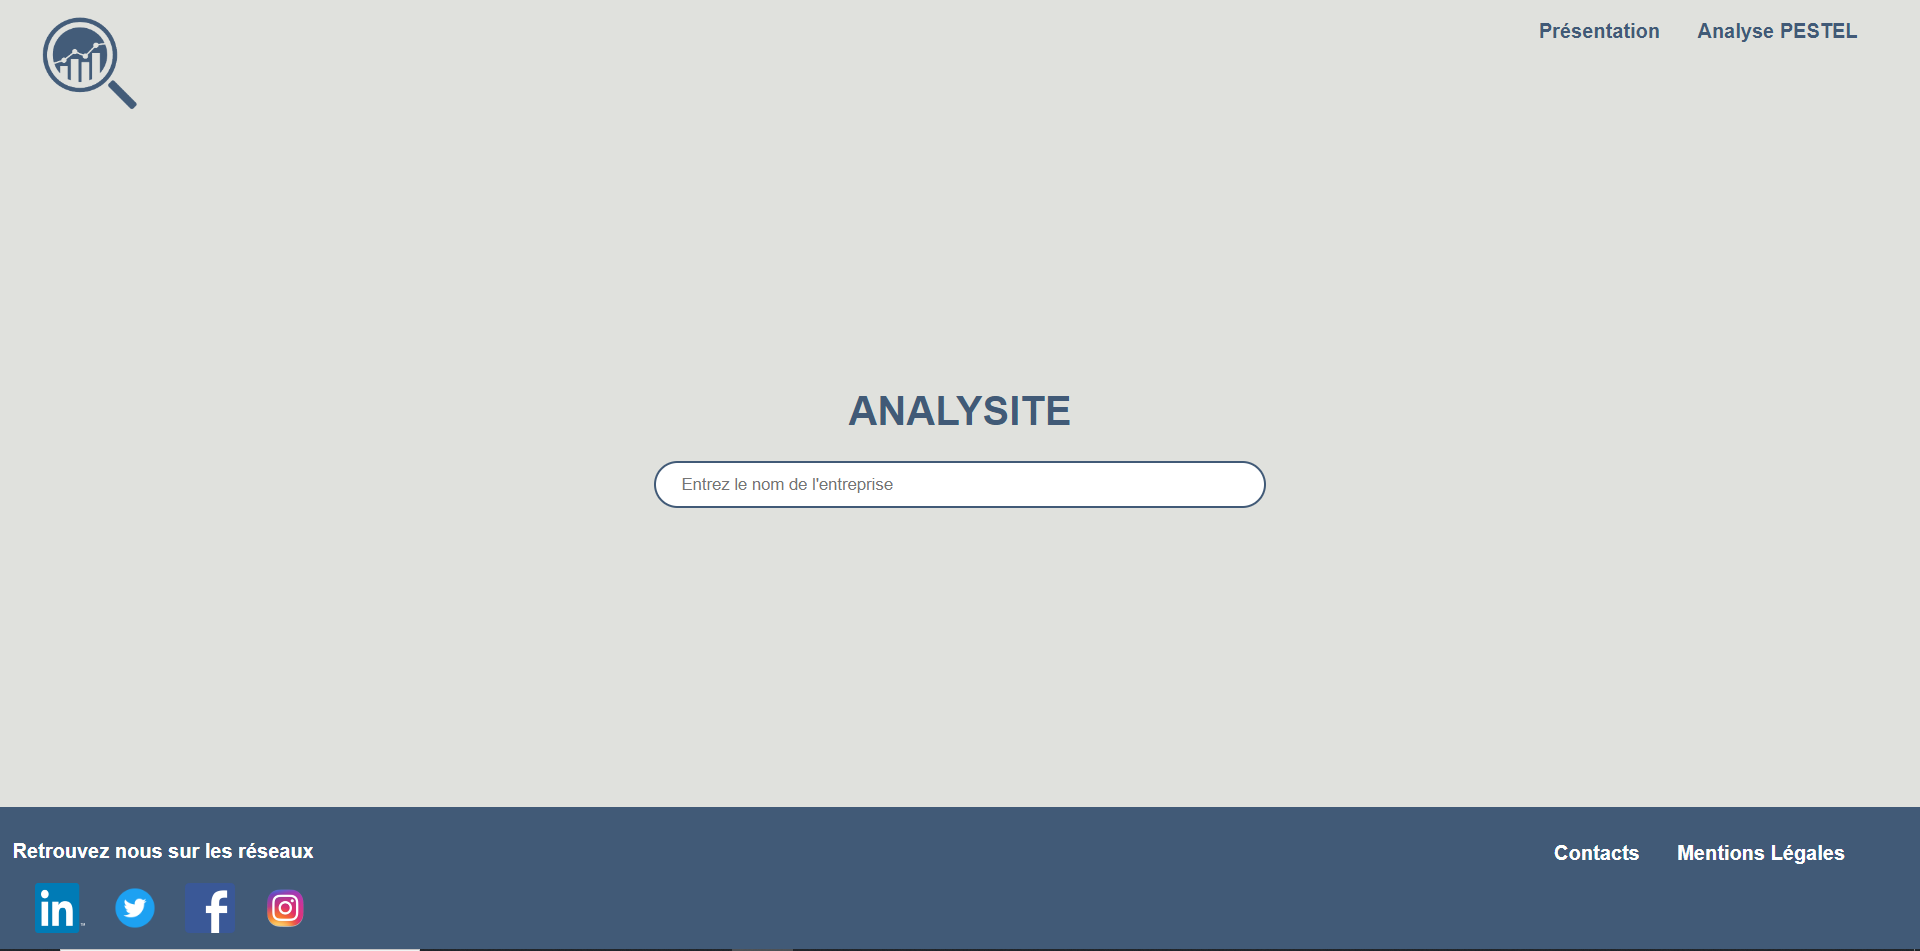 Présentation
Analyse PESTEL
ANALYSITE
Entrez le nom de l'entreprise
Retrouvez nous sur les réseaux
Contacts
Mentions Légales
in